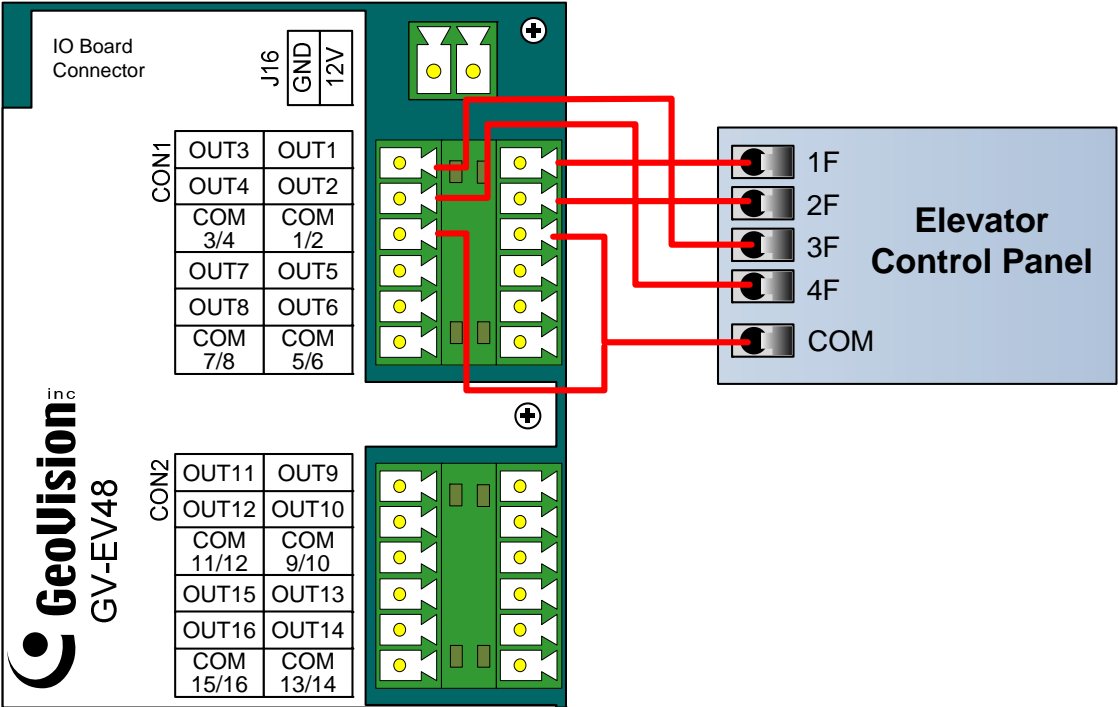 IO Board
Connector
J16
GND
12V
CON1
OUT3 OUT1
OUT4 OUT2
COM 3/4 COM 1/2
OUT7 OUT5
OUT8 OUT6
COM 7/8 COM 5/6
1F
2F
3F
4F
COM
Elevator
Control Panel
GeoVision inc
GV-EV48
CON2
OUT11 OUT9
OUT12 OUT10
COM 11/12 COM 9/10
OUT15 OUT13
OUT16 OUT14
COM 15/16 COM 13/14